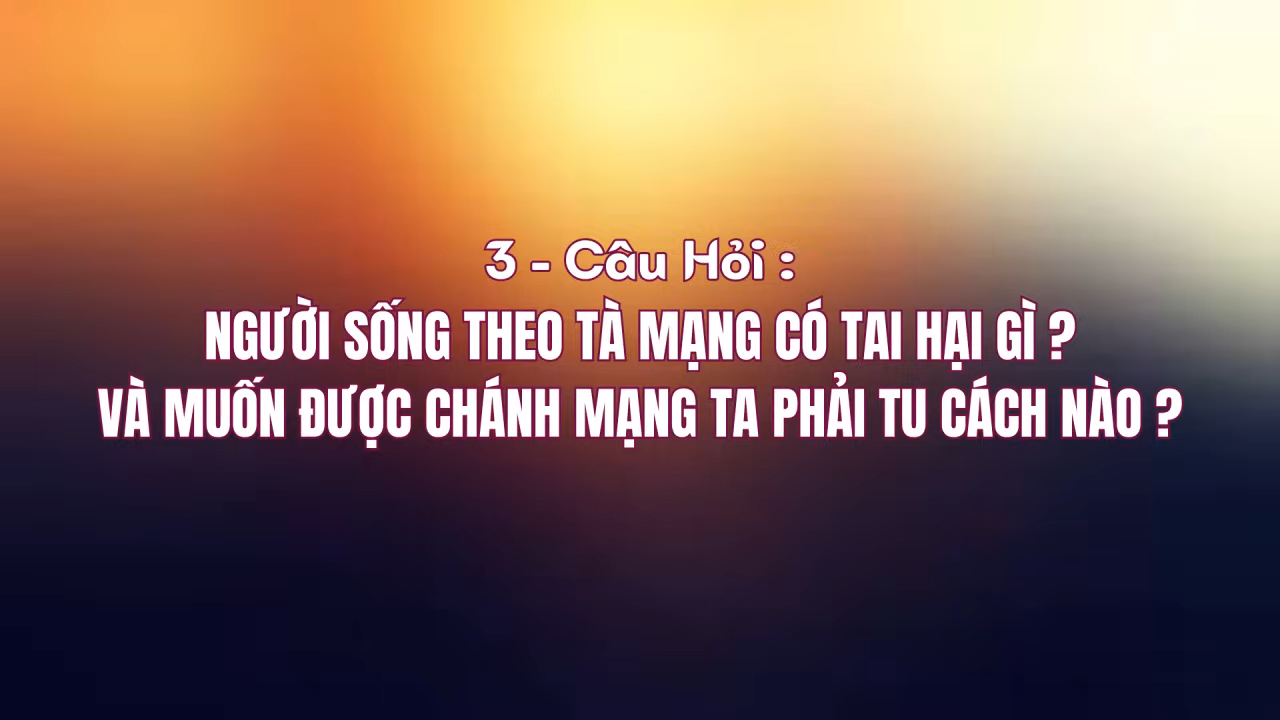 3 - Câu Hỏi :
NGƯỜI SỐNG THEO TÀ MẠNG CÓ TAI HẠI GÌ ?
VÀ MUỐN ĐƯỢC CHÁNH MẠNG TA PHẢI TU CÁCH NÀO ?